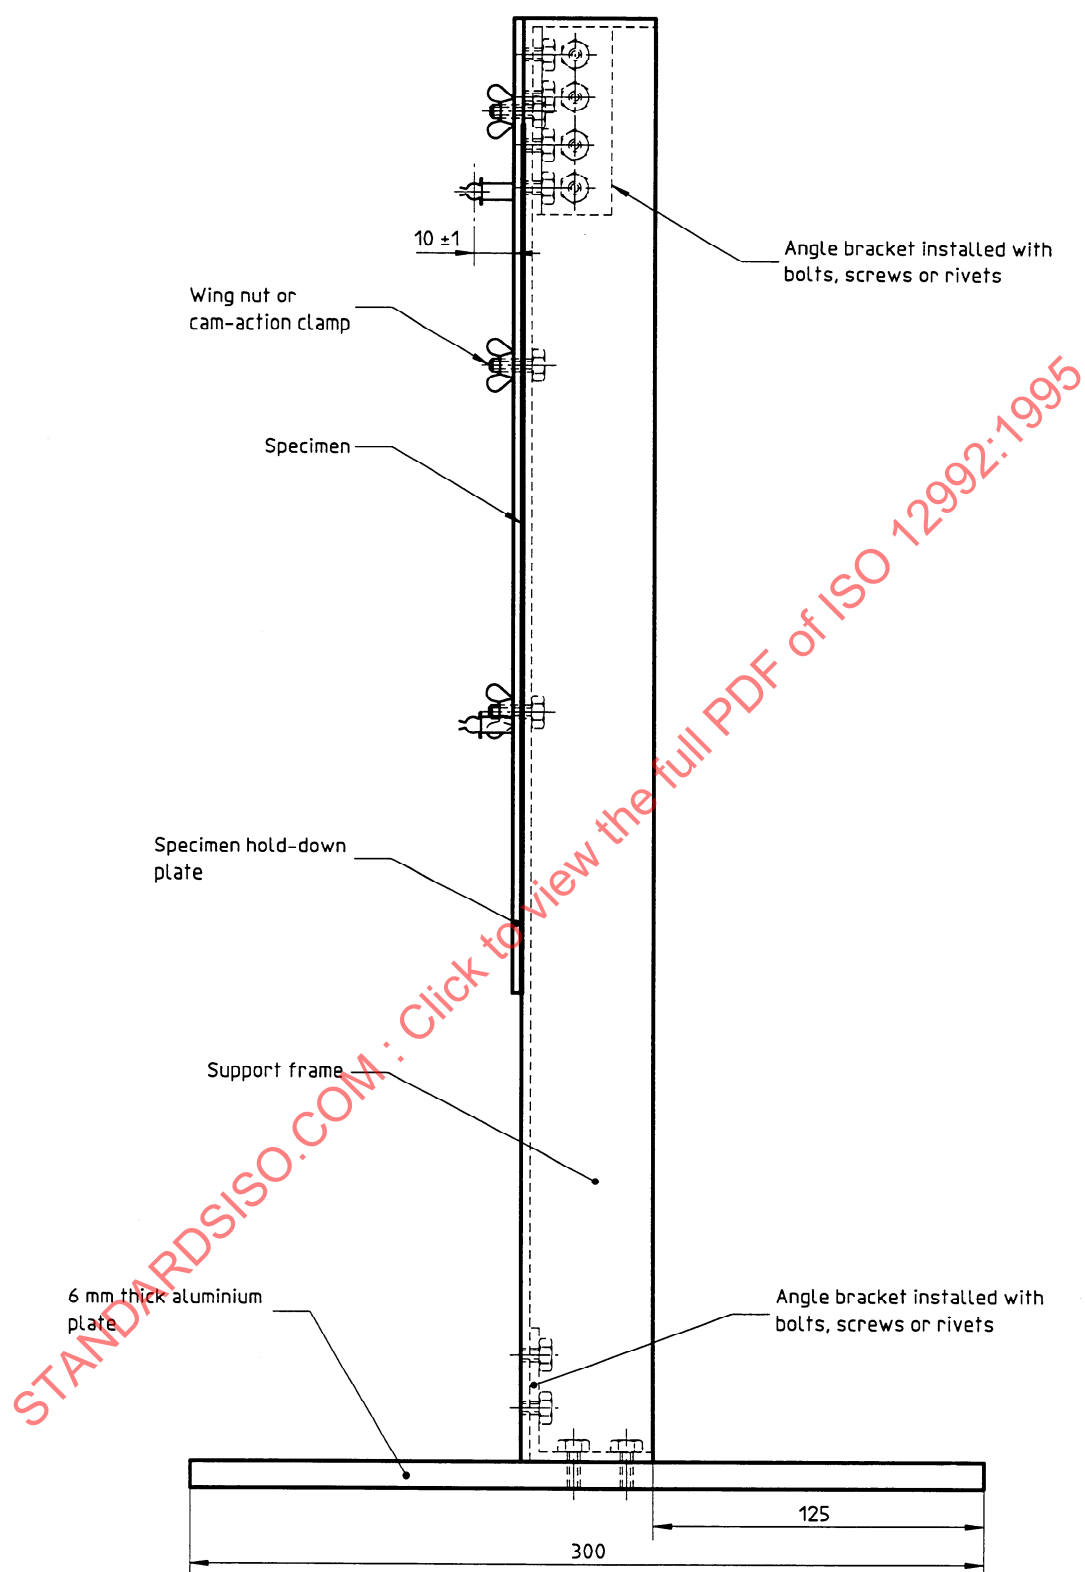 10 ±1
Angle bracket installed with
bolts, screws or rivets
Wing nut or
cam-action clamp
Specimen
Specimen hold-down
plate
Support frame
6 mm thick aluminium
plate
Angle bracket installed with
bolts, screws or rivets
125
300
STANDARDSISO.COM : Click to view the full PDF of ISO 12992:1995